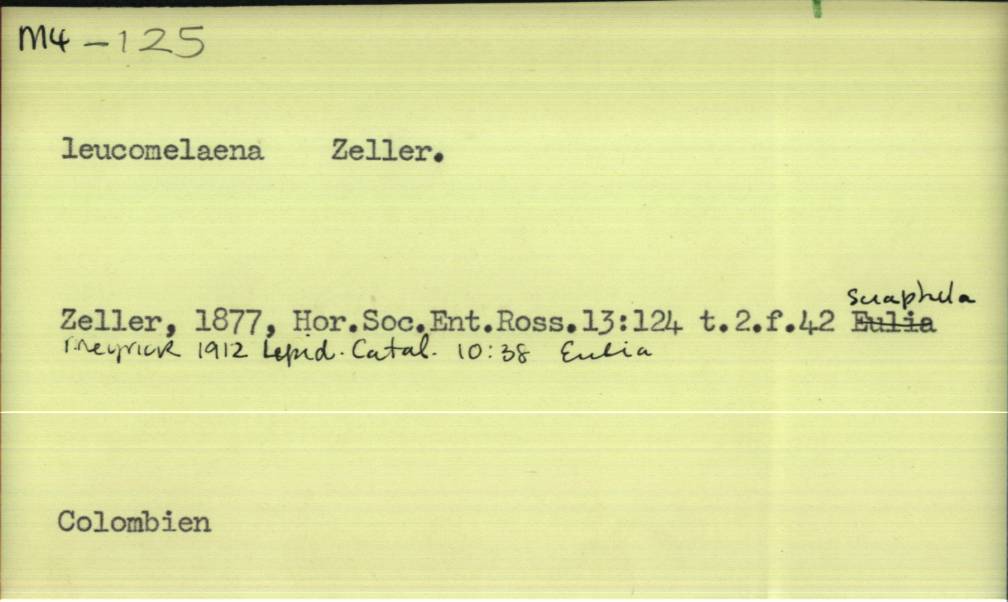 M4-125
leucomelaena Zeller.
Sciaphila
Zeller, 1877, Hor.Soc.Ent.Ross.13:124 t.2.f.42 Eulia
Meyrick 1912 Lepid. Catal. 10:38 Eulia
Colombien